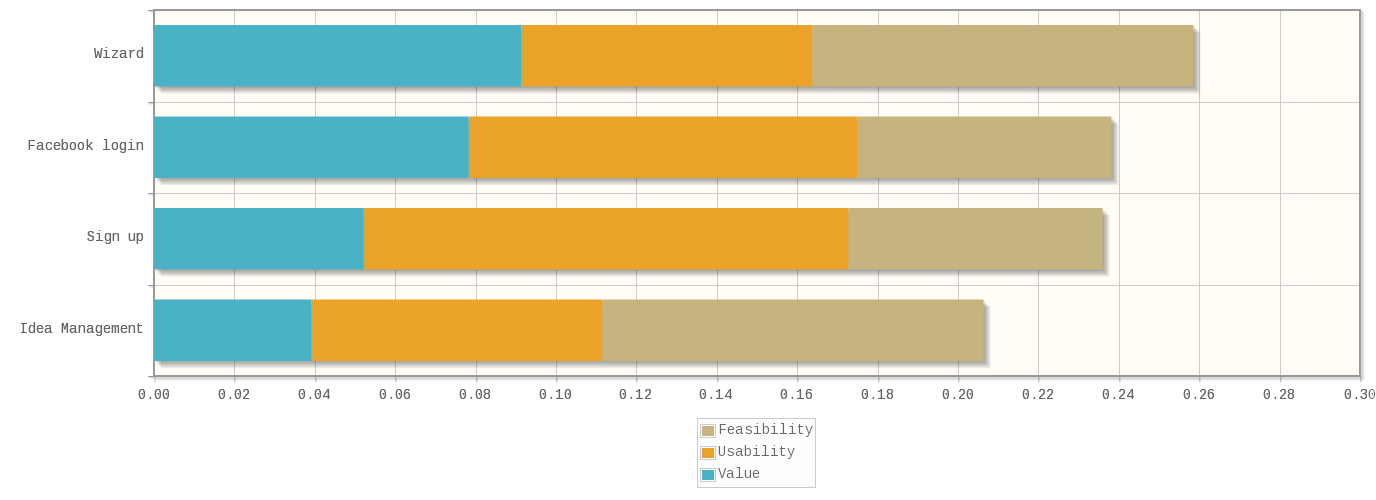 Wizard
Facebook login
Sign up
Idea Management
0.00 0.02 0.04 0.06 0.08 0.10 0.12 0.14 0.16 0.18 0.20 0.22 0.24 0.26 0.28 0.30
Feasibility
Usability
Value